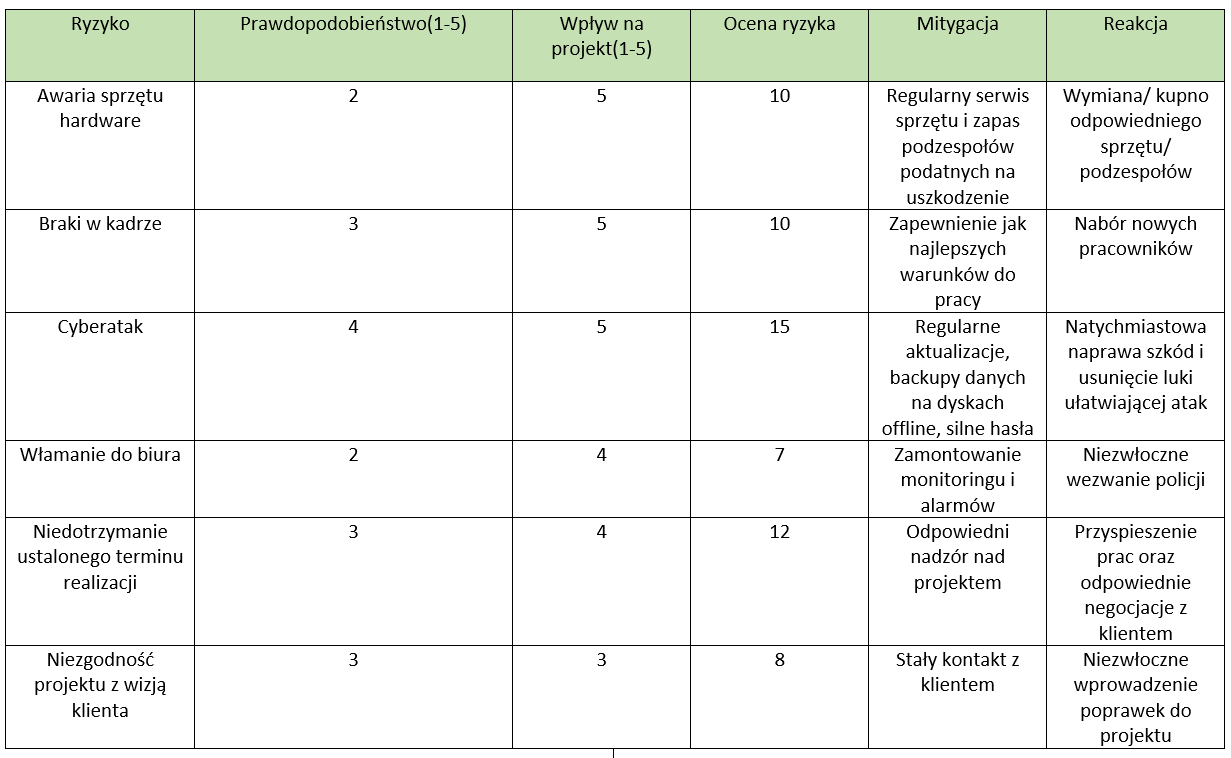 Ryzyko
Prawdopodobieństwo(1-5)
Wpływ na
projekt(1-5)
Ocena ryzyka
Mitygacja
Reakcja
Awaria sprzętu
hardware
2
5
10
Regularny serwis
sprzętu i zapas
podzespołów
podatnych na
uszkodzenie
Wymiana/ kupno
odpowiedniego
sprzętu/
podzespołów
Braki w kadrze
3
5
10
Zapewnienie jak
najlepszych
warunków do
pracy
Nabór nowych
pracowników
Cyberatak
4
5
15
Regularne
aktualizacje,
backupy danych
na dyskach
offline, silne hasła
Natychmiastowa
naprawa szkód i
usunięcie luki
ułatwiającej atak
Włamanie do biura
2
4
7
Zamontowanie
monitoringu i
alarmów
Niezwłoczne
wezwanie policji
Niedotrzymanie
ustalonego terminu
realizacji
3
4
12
Odpowiedni
nadzór nad
projektem
Przyspieszenie
prac oraz
odpowiednie
negocjacje z
klientem
Niezgodność
projektu z wizją
klienta
3
3
8
Stały kontakt z
klientem
Niezwłoczne
wprowadzenie
poprawek do
projektu